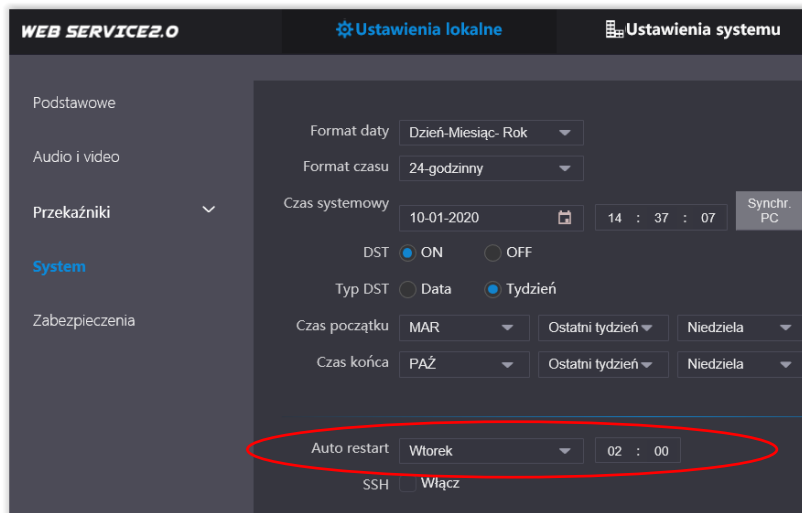 WEB SERVICE2.0
Ustawienia lokalne
Ustawienia systemu
Podstawowe
Audio i video
Przekaźniki
System
Zabezpieczenia
Format daty Dzień-Miesiąc- Rok
Format czasu 24-godzinny
Czas systemowy 10-01-2020 14 : 37 : 07 Synchr.
PC
DST ON OFF
Typ DST Data Tydzień
Czas początku MAR Ostatni tydzień Niedziela
Czas końca PAŹ Ostatni tydzień Niedziela
Auto restart Wtorek 02 : 00
SSH Włącz